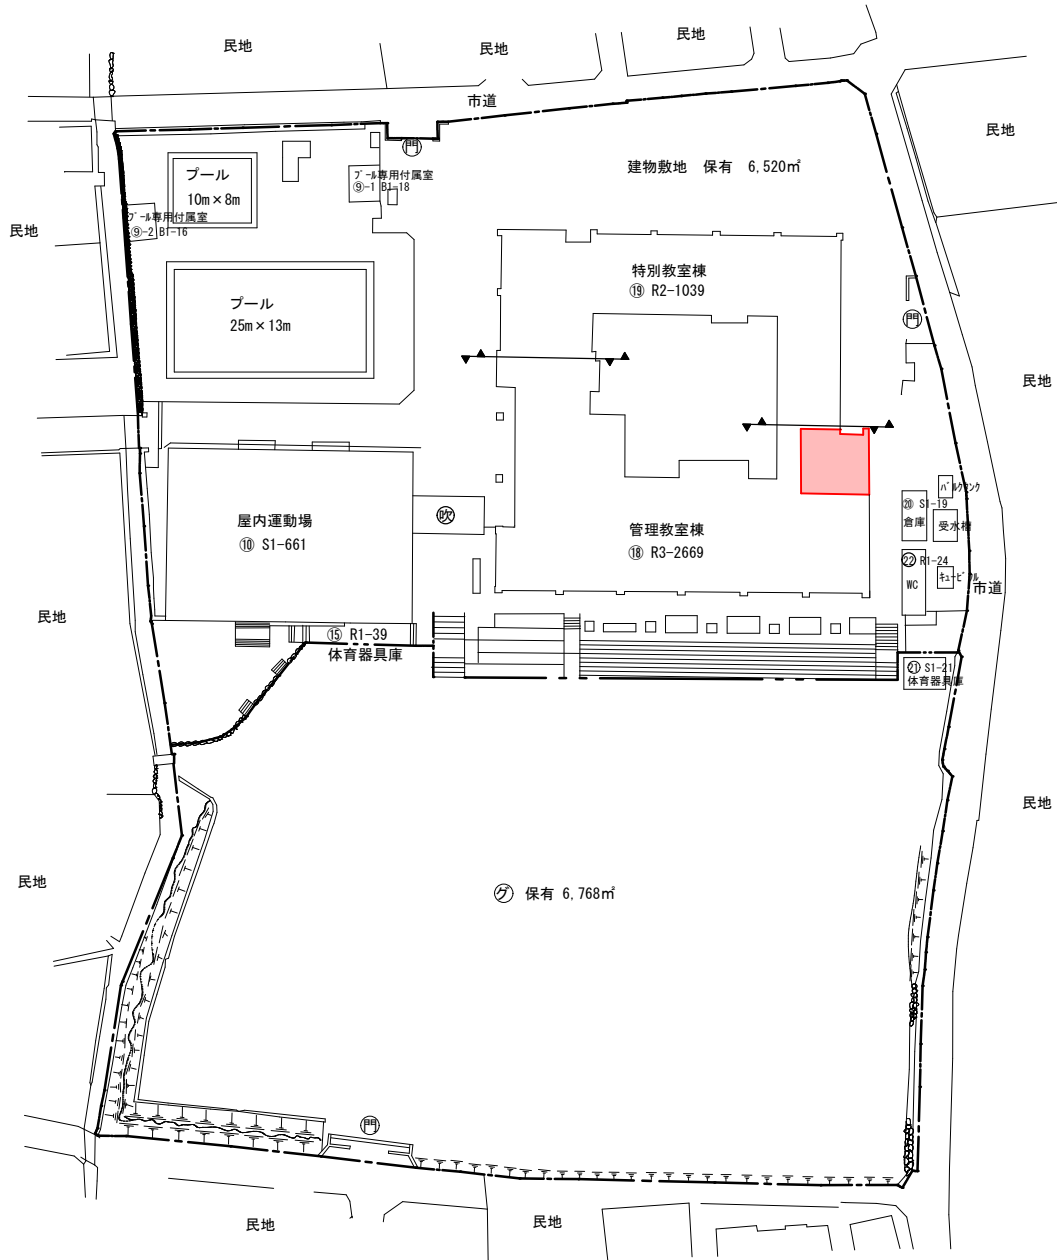 民地
民地
民地
市道
民地
門
建物敷地 保有 6,520㎡
プール
10m×8m
プール専用付属室
⑨-1 B1-18
プール専用付属室
⑨-2 B1-16
民地
特別教室棟
⑲ R2-1039
プール
25m×13m
門
民地
バルクタンク
⑳ S1-19
倉庫
受水槽
屋内運動場
⑩ S1-661
吹
管理教室棟
⑱ R3-2669
㉒ R1-24
WC
キュービクル
市道
民地
⑮ R1-39
体育器具庫
㉑ S1-21
体育器具庫
民地
民地
グ 保有 6,768㎡
門
民地
民地